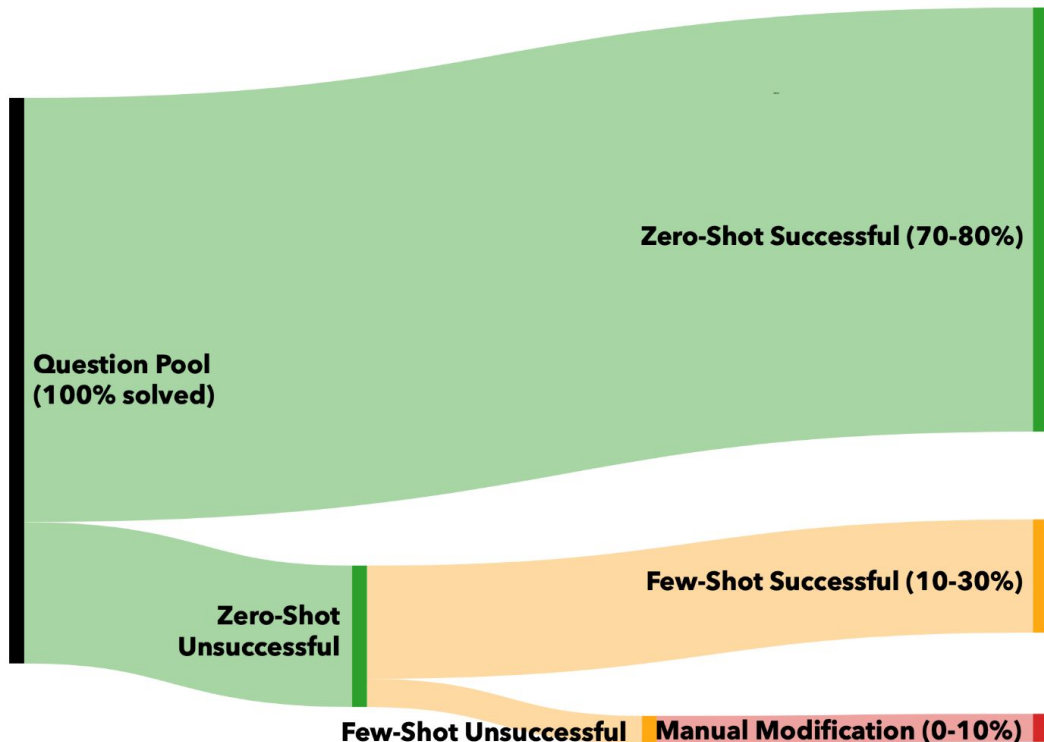 Zero-Shot Successful (70-80%)
Question Pool
(100% solved)
Few-Shot Successful (10-30%)
Zero-Shot
Unsuccessful
Few-Shot Unsuccessful
Manual Modification (0-10%)